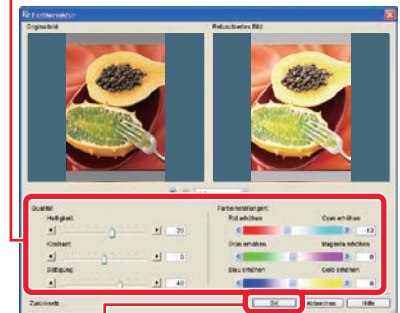 Farbkorrektur
Originalbild
Retuschiertes Bild
Qualität
Farbeinstellungen:
Helligkeit
20
Rot erhöhen
Cyan erhöhen
-13
Kontrast
0
Grün erhöhen
Magenta erhöhen
0
Sättigung
40
Blau erhöhen
Gelb erhöhen
0
Zurücksetz.
OK
Abbrechen
Hilfe